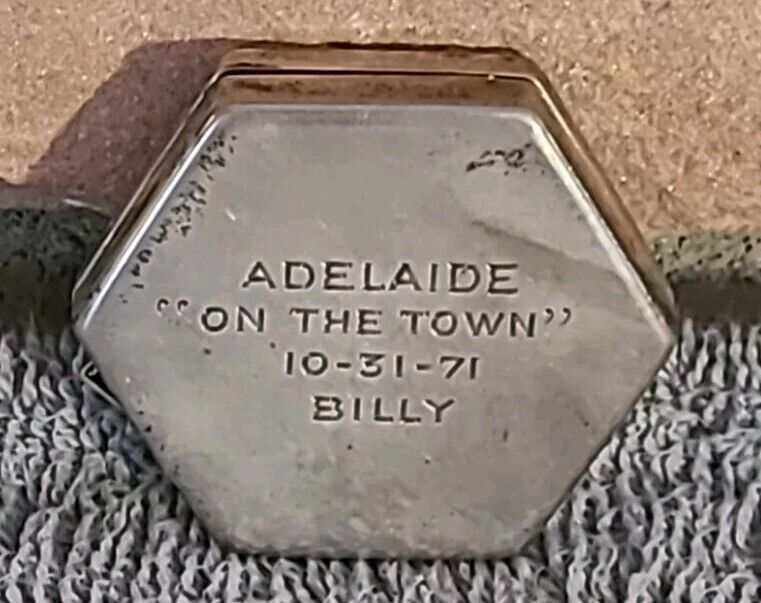 ADELAIDE
“ON THE TOWN”
10-31-71
BILLY